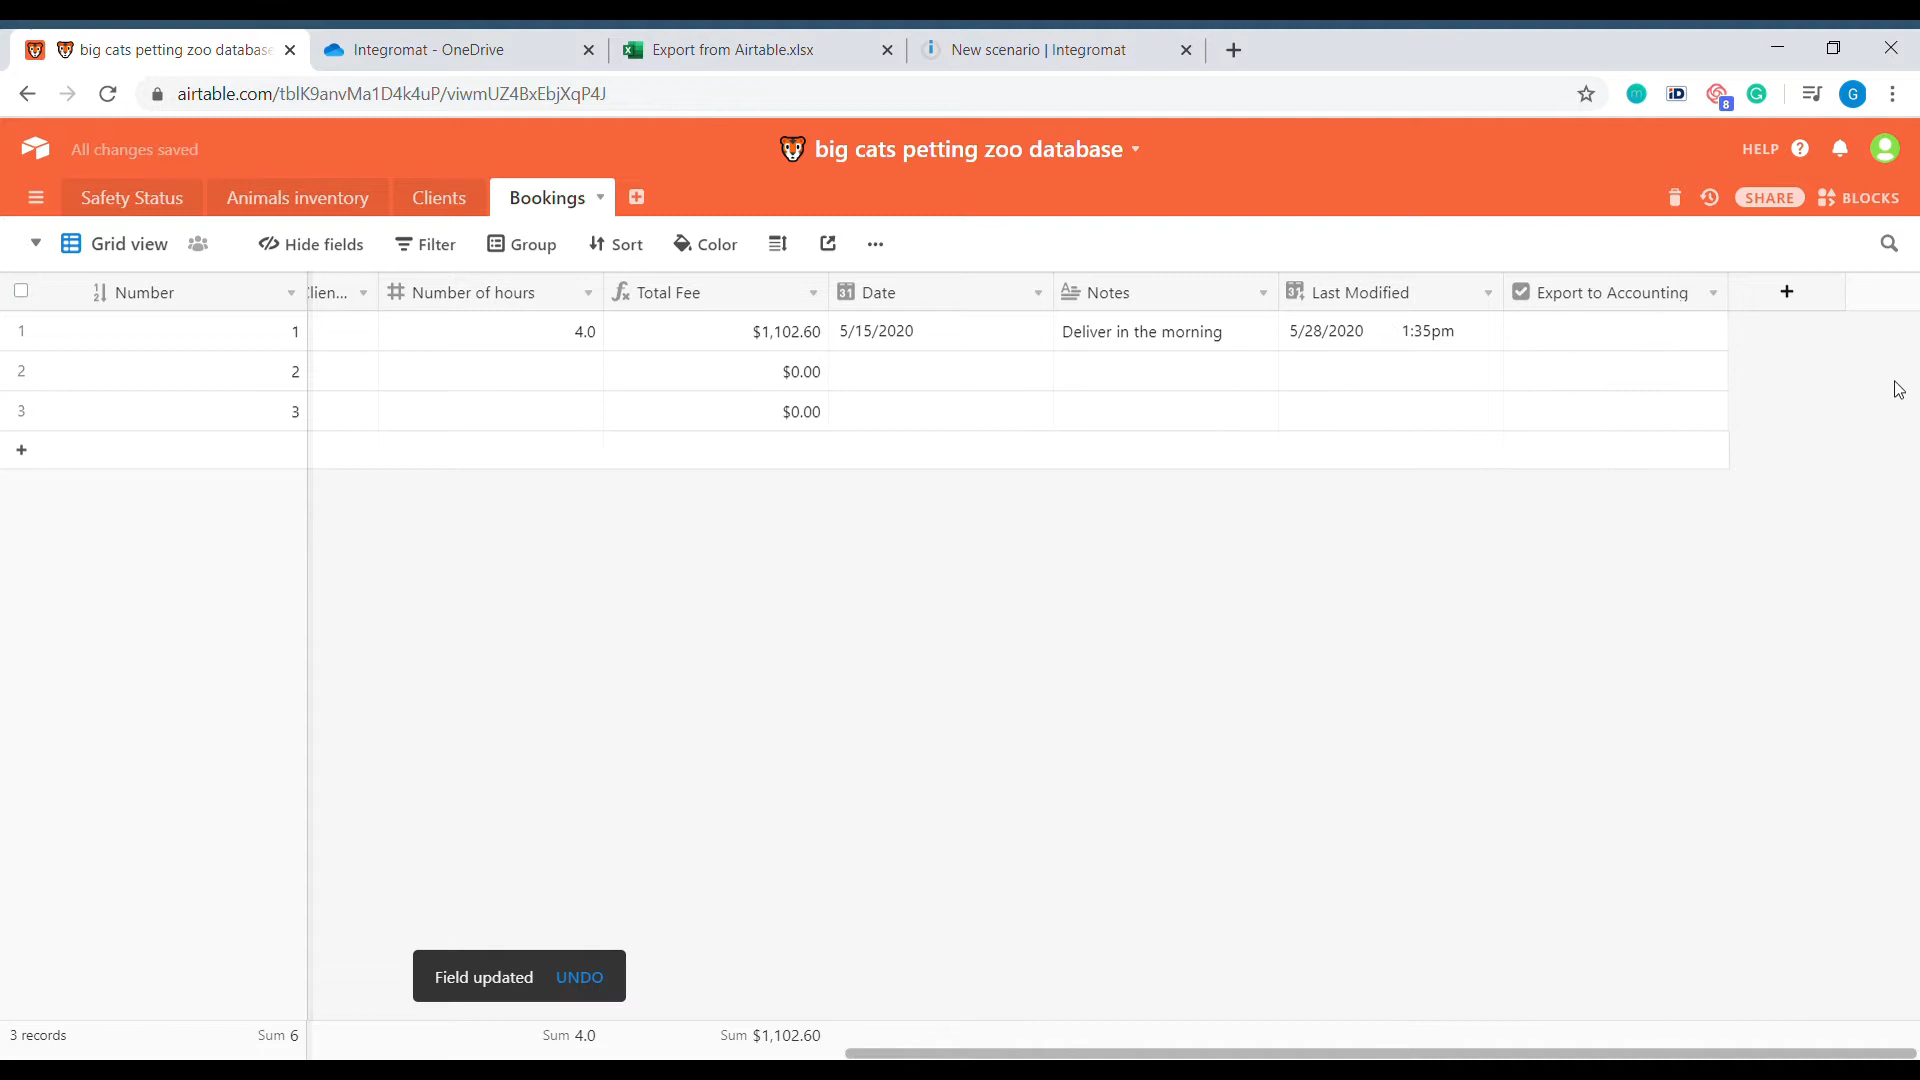 big cats petting zoo database
Integromat - OneDrive
Export from Airtable.xlsx
New scenario | Integromat
airtable.com/tblK9anvMa1D4k4uP/viwmUZ4BxEbjXqP4J
iD
8
G
All changes saved
big cats petting zoo database
HELP
Safety Status
Animals inventory
Clients
Bookings
SHARE
BLOCKS
Grid view
Hide fields
Filter
Group
Sort
Color
Number
Clien...
Number of hours
Total Fee
Date
Notes
Last Modified
Export to Accounting
1 1 4.0 $1,102.60 5/15/2020 Deliver in the morning 5/28/2020 1:35pm
2 2 $0.00
3 3 $0.00
Field updated UNDO
3 records Sum 6 Sum 4.0 Sum $1,102.60